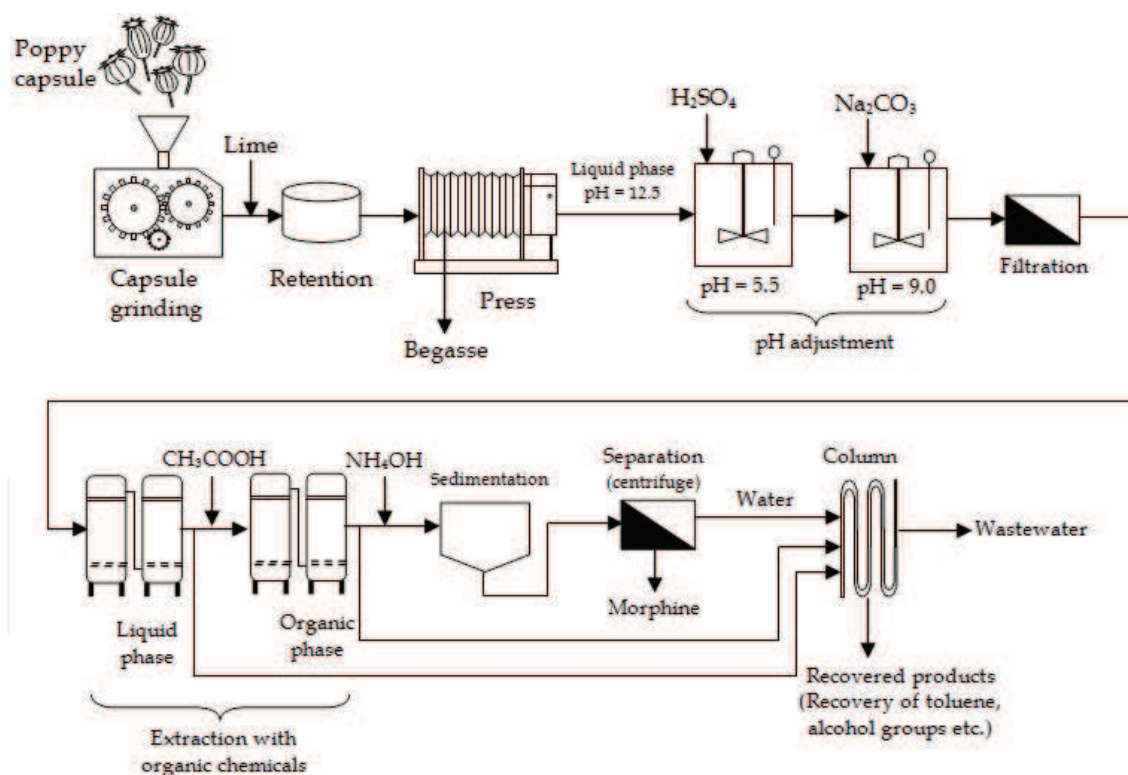 Poppy
capsule
Lime
Capsule
grinding
Retention
Press
Begasse
Liquid phase
pH = 12.5
H₂SO₄
Na₂CO₃
pH = 5.5
pH = 9.0
pH adjustment
Filtration
CH₃COOH
NH₄OH
Sedimentation
Separation
(centrifuge)
Water
Column
Wastewater
Morphine
Liquid
phase
Organic
phase
Extraction with
organic chemicals
Recovered products
(Recovery of toluene,
alcohol groups etc.)